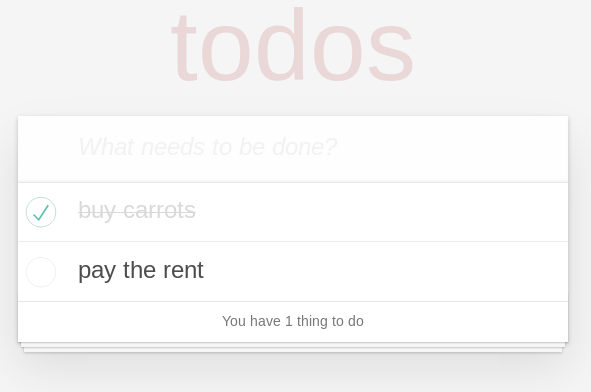 todos
What needs to be done?
buy carrots
pay the rent
You have 1 thing to do